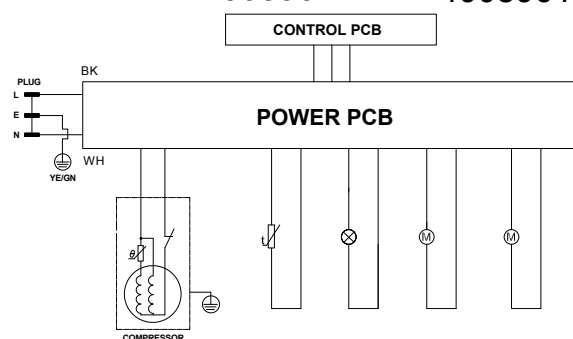 CONTROL PCB
BK
PLUG
L
POWER PCB
E
N
WH
YE/GN
θ
t
M
M
COMPRESSOR